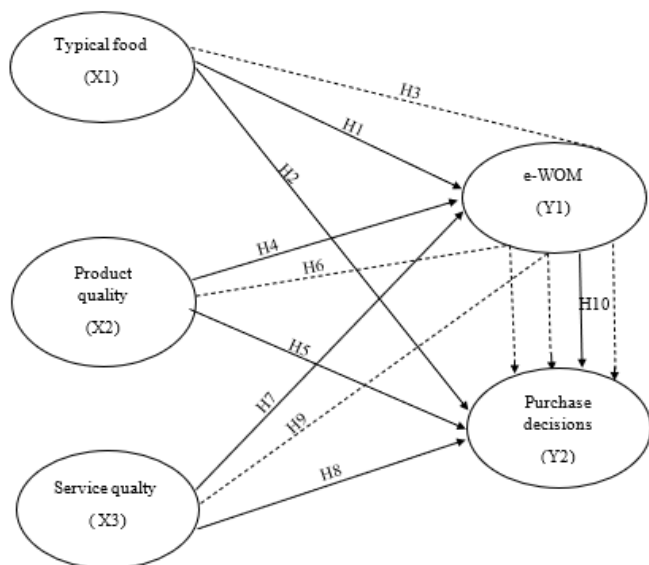 Typical food
(X1)
H3
H1
H2
e-WOM
(Y1)
H4
H6
Product
quality
(X2)
H10
H5
H7
H9
Purchase
decisions
(Y2)
H8
Service qualty
( X3)